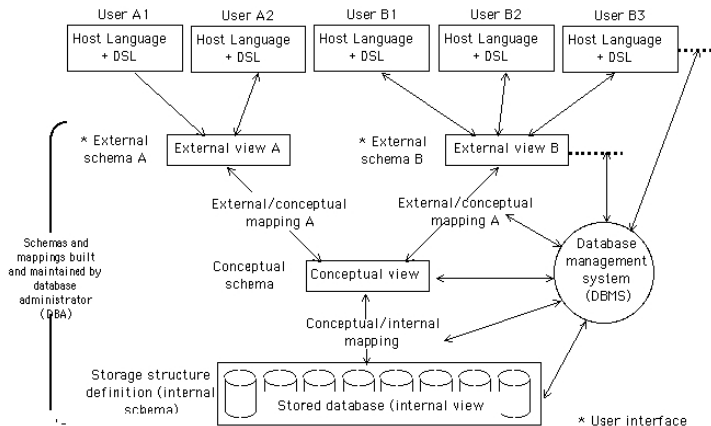 User A1
User A2
User B1
User B2
User B3
Host Language
+ DSL
Host Language
+ DSL
Host Language
+ DSL
Host Language
+ DSL
Host Language
+ DSL
* External
schema A
External view A
* External
schema B
External view B
External/conceptual
mapping A
External/conceptual
mapping A
Schemas and
mappings built
and maintained by
database
administrator
(DBA)
Conceptual
schema
Conceptual view
Database
management
system
(DBMS)
Conceptual/internal
mapping
Storage structure
definition (internal
schema)
Stored database (internal view
* User interface